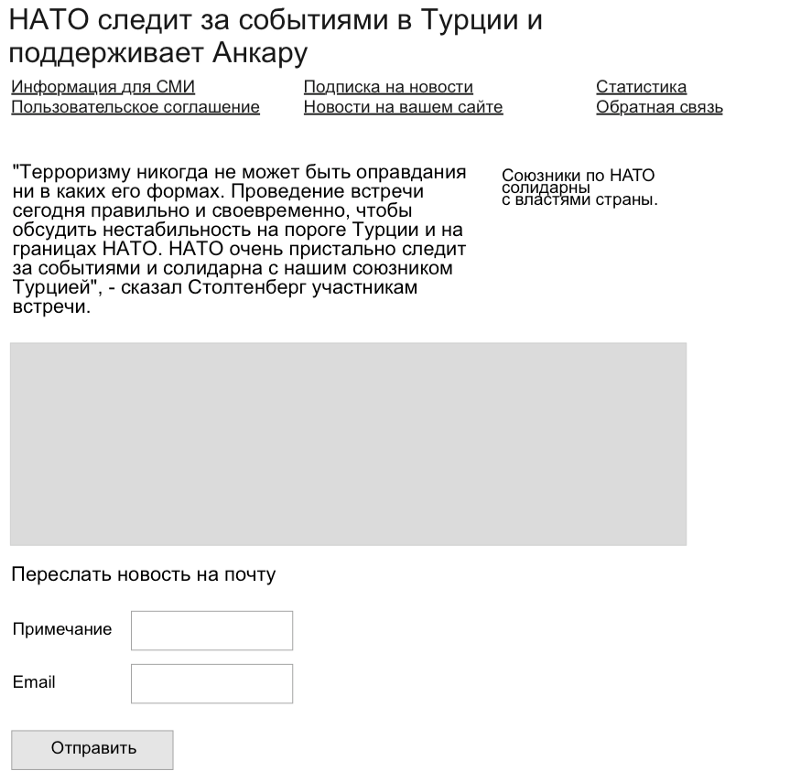 НАТО следит за событиями в Турции и
поддерживает Анкару
Информация для СМИ Подписка на новости Статистика
Пользовательское соглашение Новости на вашем сайте Обратная связь
"Терроризму никогда не может быть оправдания
ни в каких его формах. Проведение встречи
сегодня правильно и своевременно, чтобы
обсудить нестабильность на пороге Турции и на
границах НАТО. НАТО очень пристально следит
за событиями и солидарна с нашим союзником
Турцией", - сказал Столтенберг участникам
встречи.
Союзники по НАТО
солидарны
с властями страны.
Переслать новость на почту
Примечание
Email
Отправить